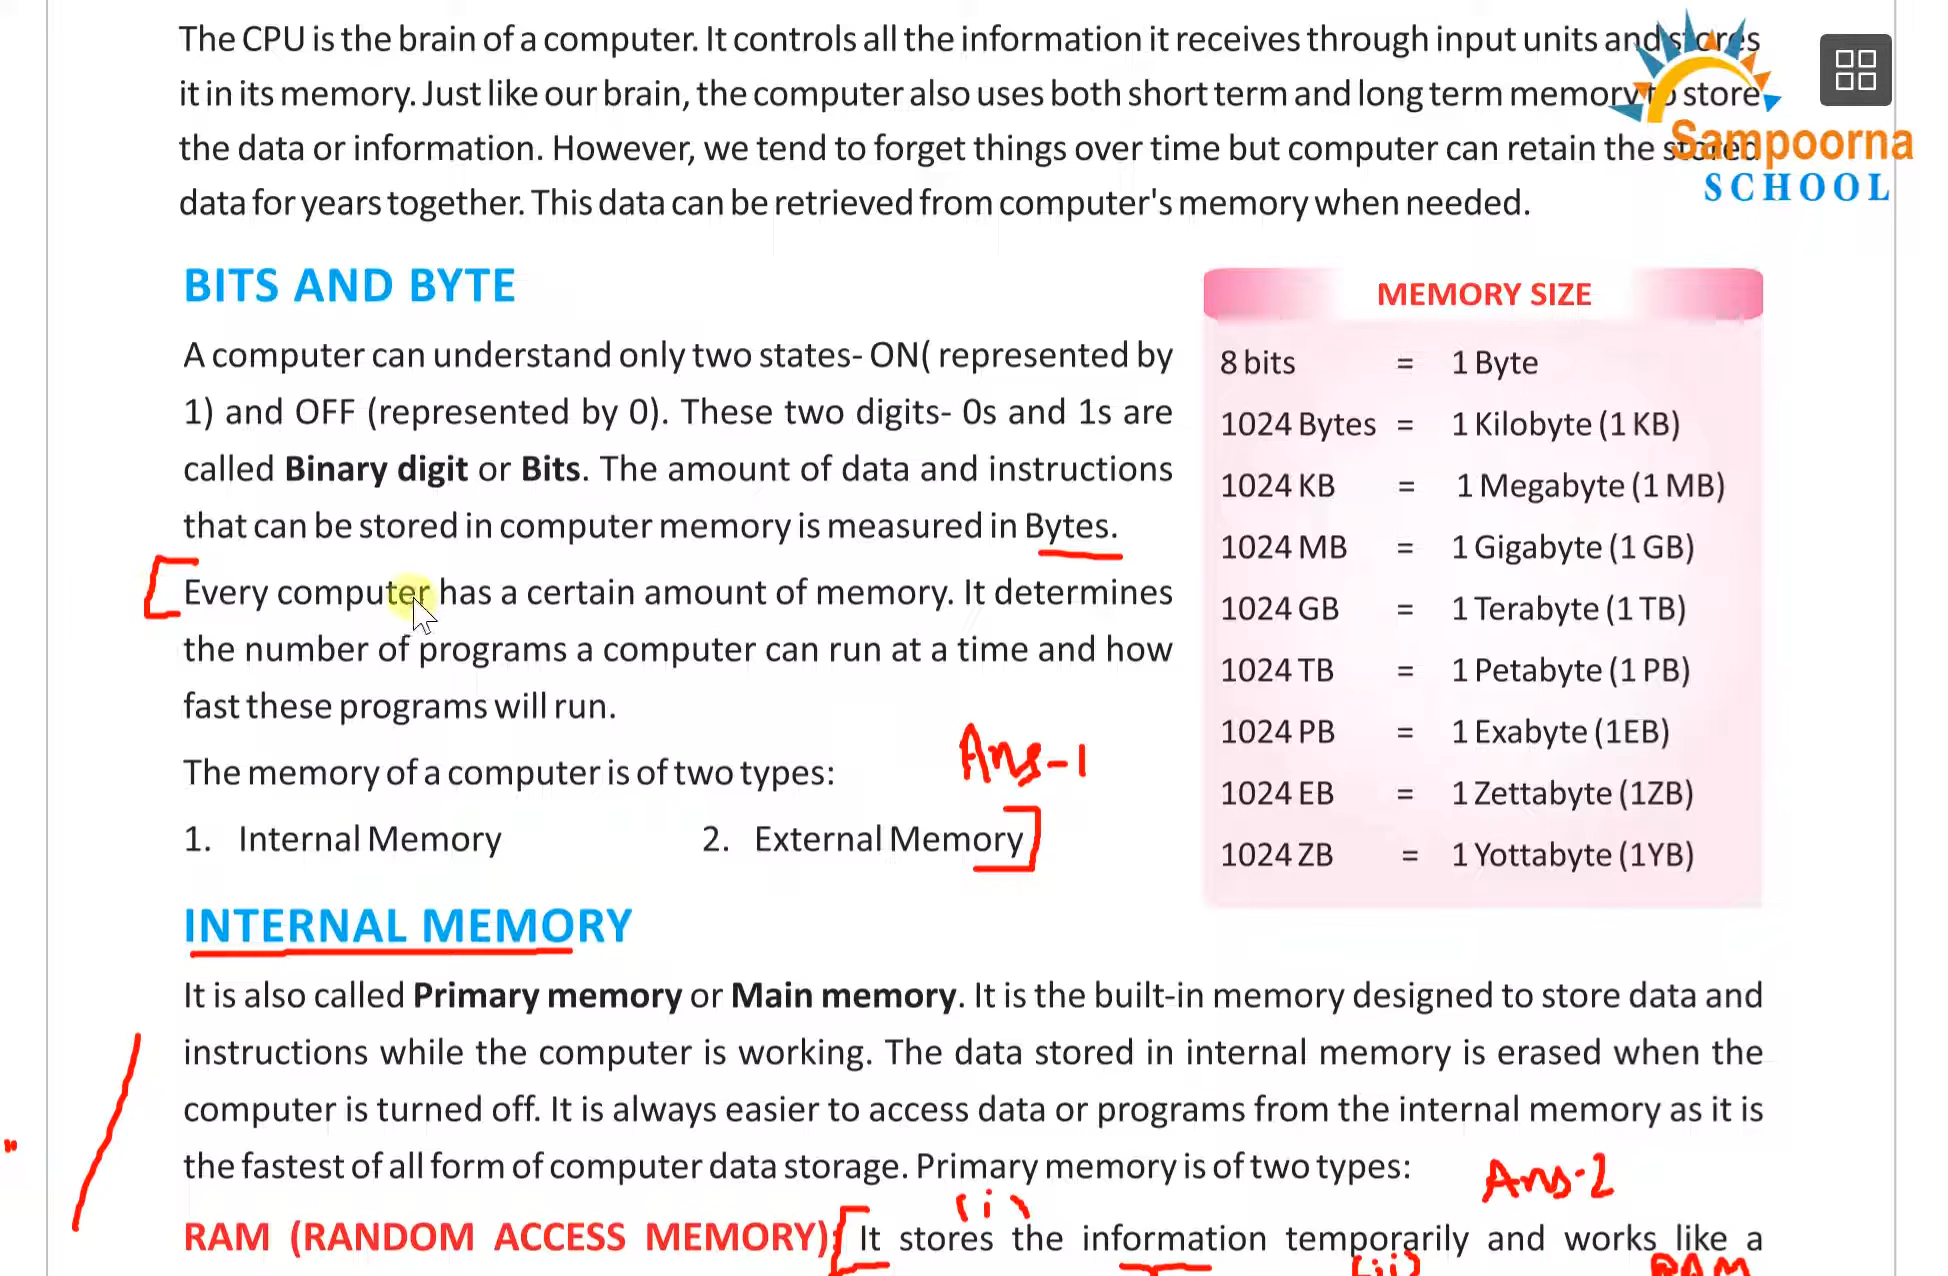 The CPU is the brain of a computer. It controls all the information it receives through input units and stores
it in its memory. Just like our brain, the computer also uses both short term and long term memory to store
the data or information. However, we tend to forget things over time but computer can retain the stored
data for years together. This data can be retrieved from computer's memory when needed.
Sampoorna
SCHOOL
BITS AND BYTE
A computer can understand only two states- ON( represented by
1) and OFF (represented by 0). These two digits- 0s and 1s are
called Binary digit or Bits. The amount of data and instructions
that can be stored in computer memory is measured in Bytes.
Every computer has a certain amount of memory. It determines
the number of programs a computer can run at a time and how
fast these programs will run.
Ans-1
The memory of a computer is of two types:
1. Internal Memory 2. External Memory
MEMORY SIZE
8 bits = 1 Byte
1024 Bytes = 1 Kilobyte (1 KB)
1024 KB = 1 Megabyte (1 MB)
1024 MB = 1 Gigabyte (1 GB)
1024 GB = 1 Terabyte (1 TB)
1024 TB = 1 Petabyte (1 PB)
1024 PB = 1 Exabyte (1EB)
1024 EB = 1 Zettabyte (1ZB)
1024 ZB = 1 Yottabyte (1YB)
INTERNAL MEMORY
It is also called Primary memory or Main memory. It is the built-in memory designed to store data and
instructions while the computer is working. The data stored in internal memory is erased when the
computer is turned off. It is always easier to access data or programs from the internal memory as it is
the fastest of all form of computer data storage. Primary memory is of two types:
Ans-2
(i)
RAM (RANDOM ACCESS MEMORY): It stores the information temporarily and works like a
(ii)
RAM